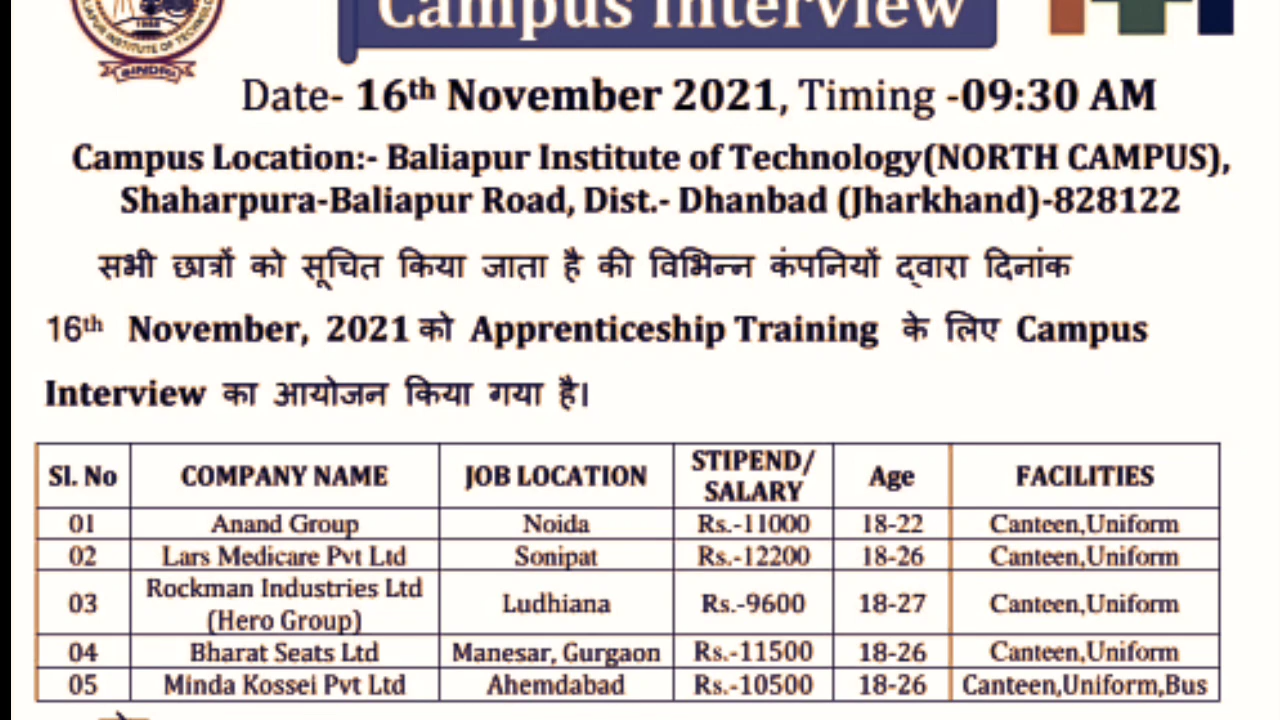 Campus Interview
LIAPUR INSTITUTE OF TECHNOLOGY
SINDRI
Date- 16th November 2021, Timing -09:30 AM
Campus Location:- Baliapur Institute of Technology(NORTH CAMPUS),
Shaharpura-Baliapur Road, Dist.- Dhanbad (Jharkhand)-828122
सभी छात्रों को सूचित किया जाता है की विभिन्न कंपनियों द्वारा दिनांक
16th November, 2021 को Apprenticeship Training के लिए Campus
Interview का आयोजन किया गया है।
Sl. No COMPANY NAME JOB LOCATION STIPEND/ SALARY Age FACILITIES
01 Anand Group Noida Rs.-11000 18-22 Canteen,Uniform
02 Lars Medicare Pvt Ltd Sonipat Rs.-12200 18-26 Canteen,Uniform
03 Rockman Industries Ltd (Hero Group) Ludhiana Rs.-9600 18-27 Canteen,Uniform
04 Bharat Seats Ltd Manesar, Gurgaon Rs.-11500 18-26 Canteen,Uniform
05 Minda Kossei Pvt Ltd Ahemdabad Rs.-10500 18-26 Canteen,Uniform,Bus